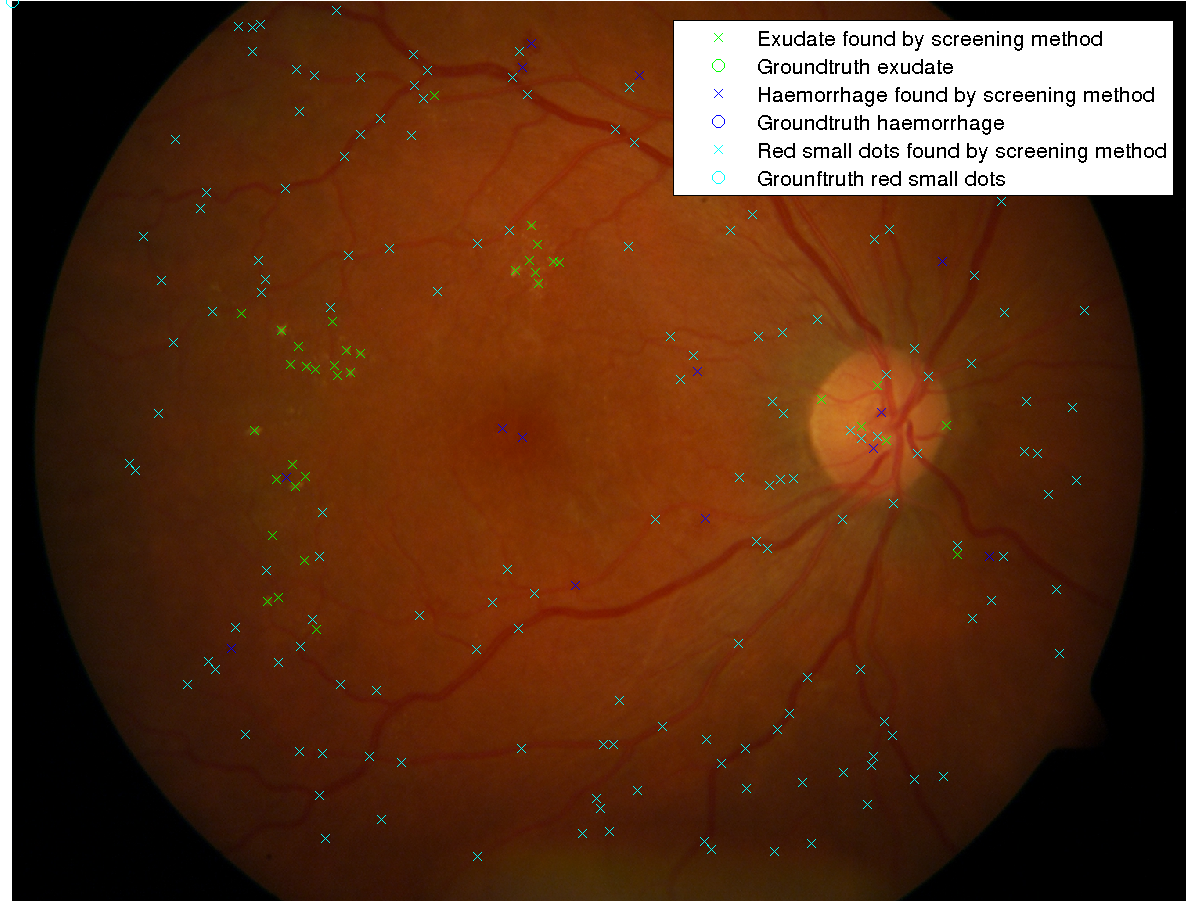 Exudate found by screening method
Groundtruth exudate
Haemorrhage found by screening method
Groundtruth haemorrhage
Red small dots found by screening method
Grounftruth red small dots